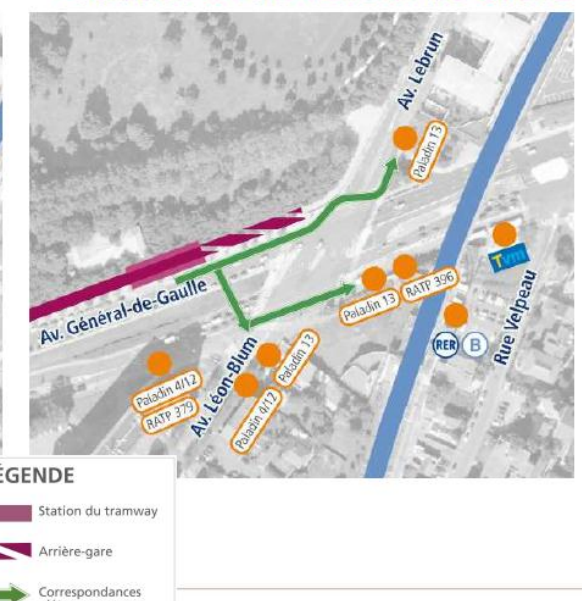 Av. Lebrun
Paladin 13
Tvm
Av. Général-de-Gaulle
Paladin 13
RATP 396
Rue Velpeau
RER B
Av. Léon-Blum
Paladin 13
Paladin 4/12
Paladin 4/12
RATP 379
ÉGENDE
Station du tramway
Arrière-gare
Correspondances